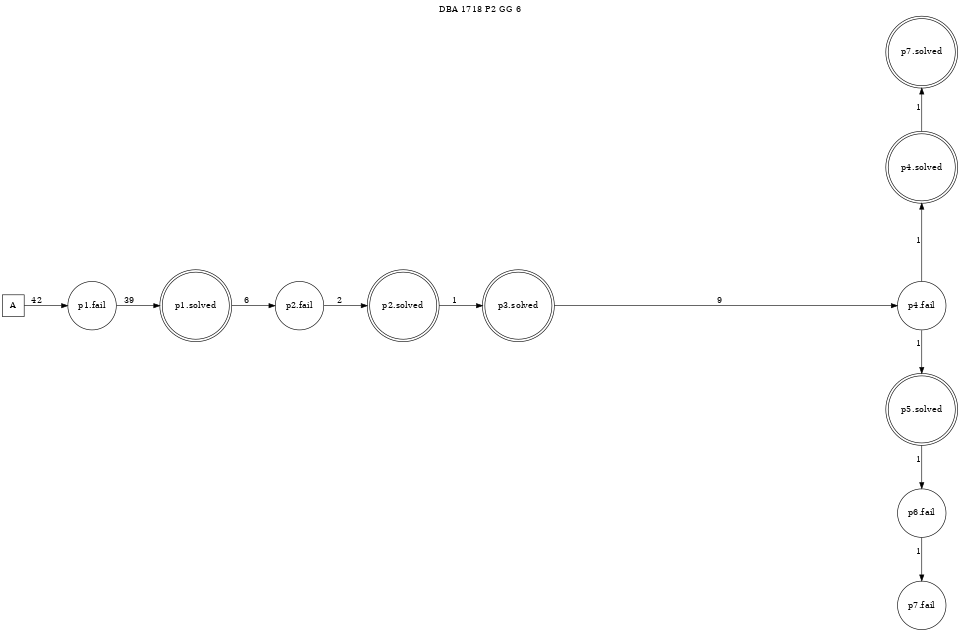 DBA 1718 P2 GG 6
p7.solved
1
p4.solved
1
A
42
p1.fail
39
p1.solved
6
p2.fail
2
p2.solved
1
p3.solved
9
p4.fail
1
p5.solved
1
p6.fail
1
p7.fail